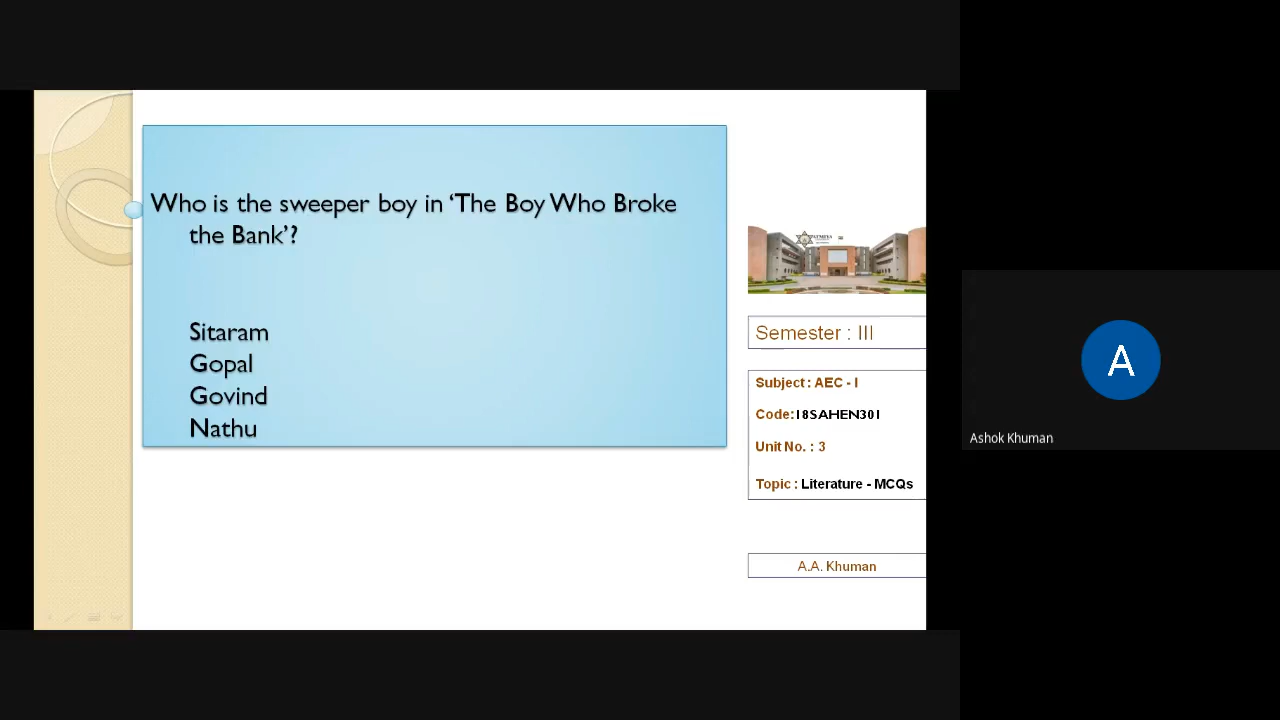 Who is the sweeper boy in ‘The Boy Who Broke
the Bank’?
Sitaram
Gopal
Govind
Nathu
Semester : III
Subject : AEC - I
Code:18SAHEN301
Unit No. : 3
Topic : Literature - MCQs
A.A. Khuman
A
Ashok Khuman